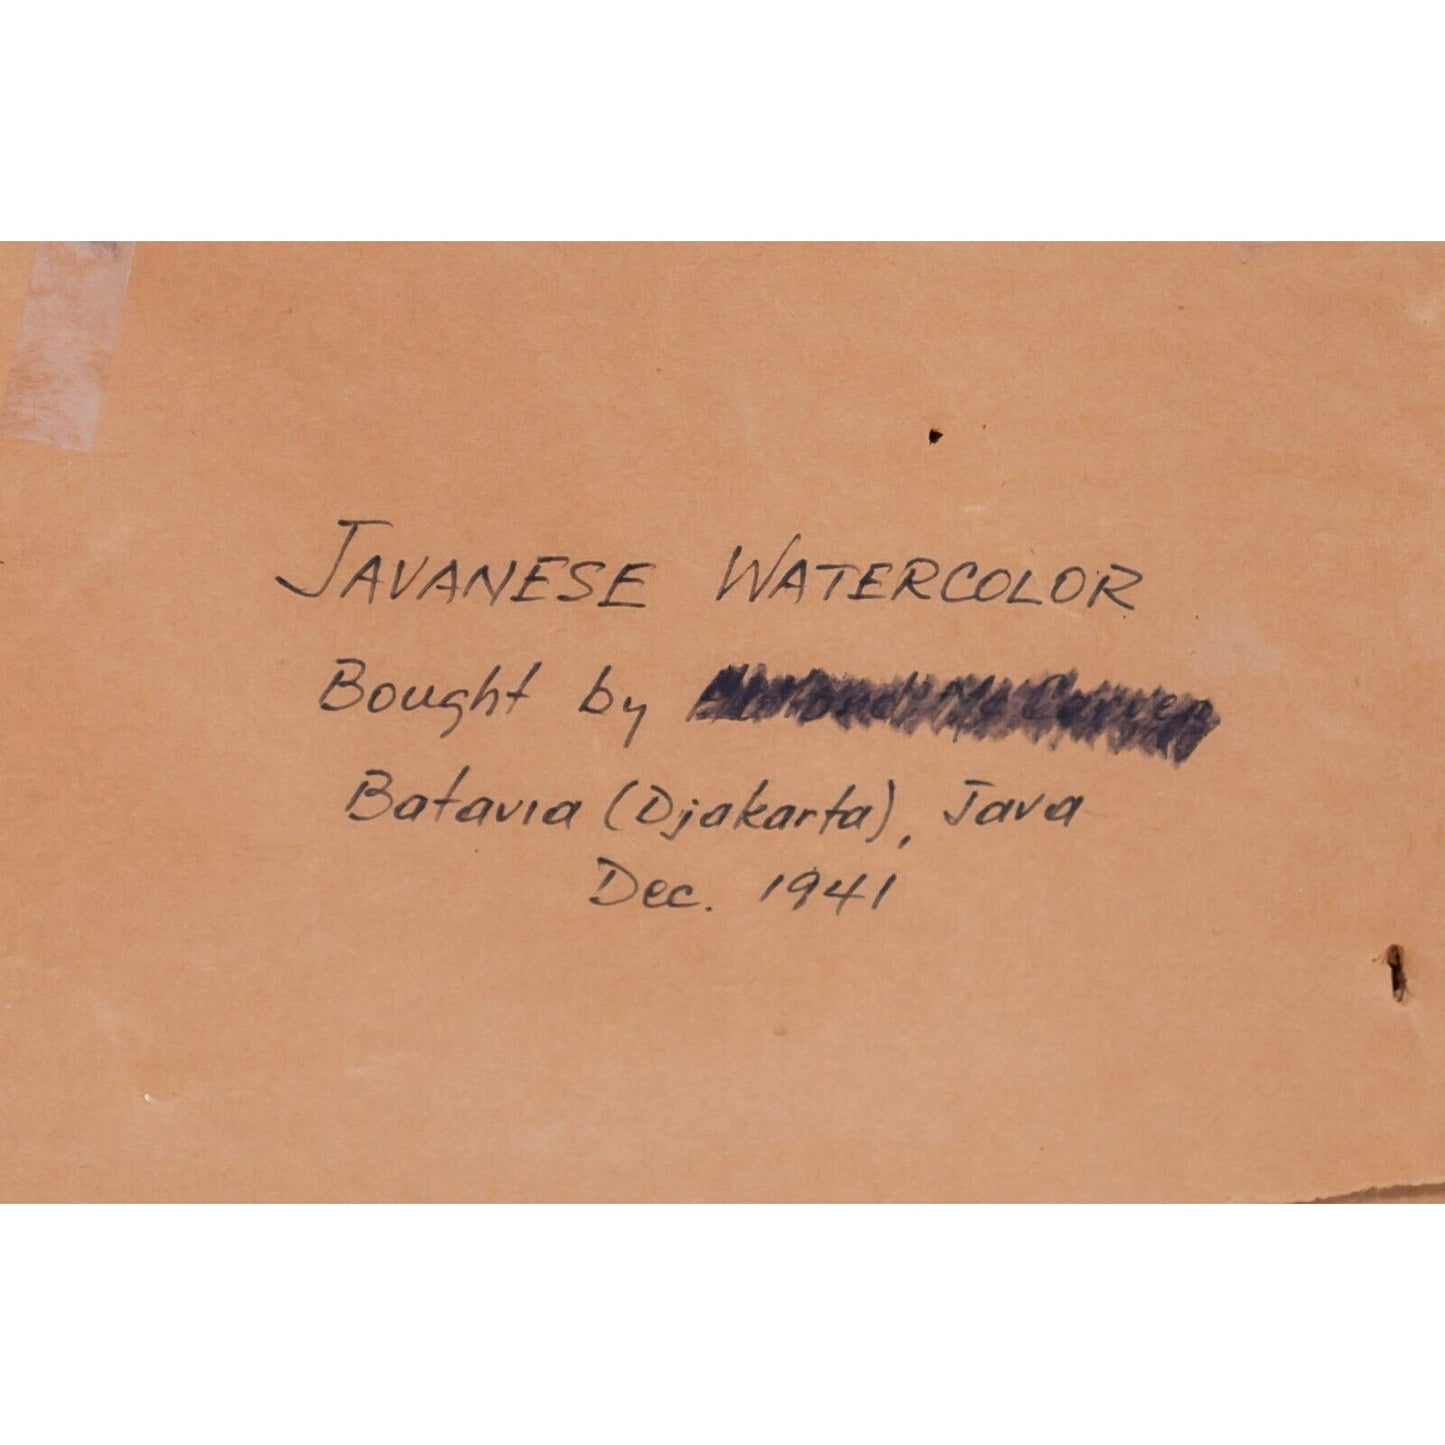 JAVANESE WATERCOLOR
Bought by
Batavia (Djakarta), Java
Dec. 1941